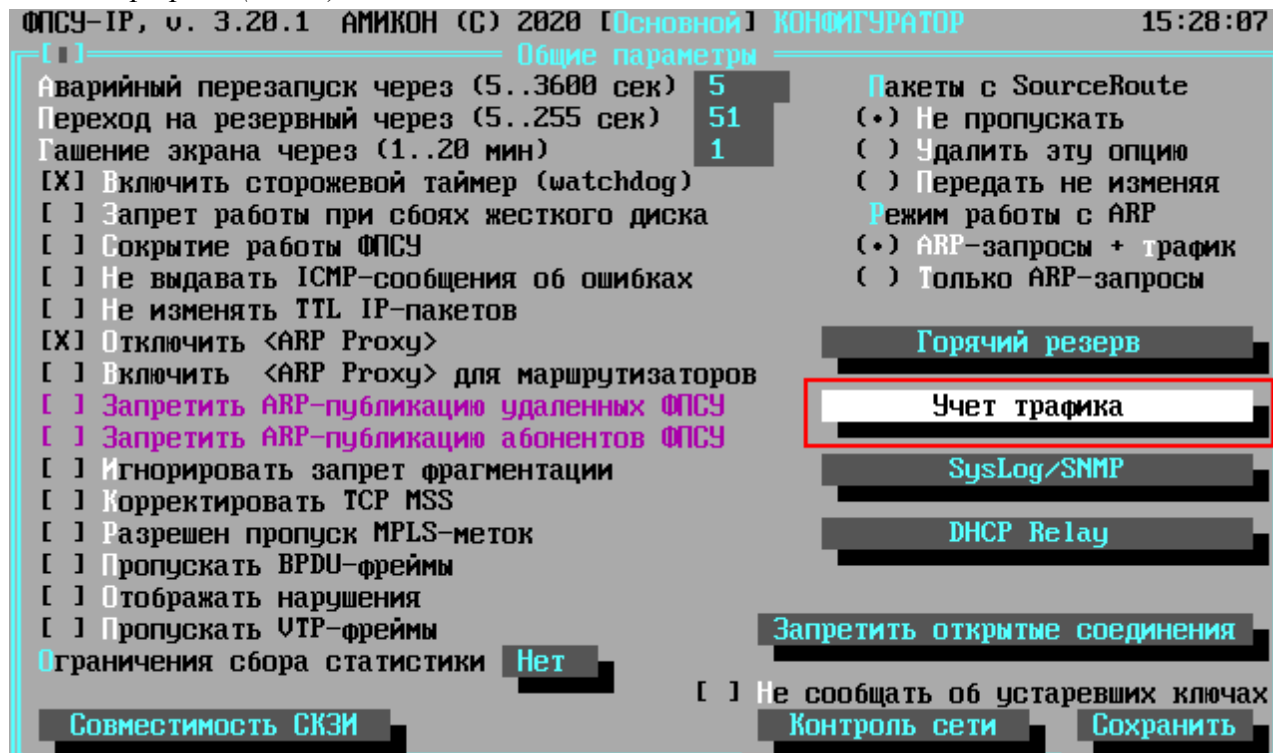 ФПСУ-IP, v. 3.20.1 АМИКОН (C) 2020 [Основной] КОНФИГУРАТОР 15:28:07
Общие параметры
Аварийный перезапуск через (5..3600 сек) 5
Переход на резервный через (5..255 сек) 51
Гашение экрана через (1..20 мин) 1
[X] Включить сторожевой таймер (watchdog)
[ ] Запрет работы при сбоях жесткого диска
[ ] Сокрытие работы ФПСУ
[ ] Не выдавать ICMP-сообщения об ошибках
[ ] Не изменять TTL IP-пакетов
[X] Отключить <ARP Proxy>
[ ] Включить <ARP Proxy> для маршрутизаторов
[ ] Запретить ARP-публикацию удаленных ФПСУ
[ ] Запретить ARP-публикацию абонентов ФПСУ
[ ] Игнорировать запрет фрагментации
[ ] Корректировать TCP MSS
[ ] Разрешен пропуск MPLS-меток
[ ] Пропускать BPDU-фреймы
[ ] Отображать нарушения
[ ] Пропускать VTP-фреймы
Ограничения сбора статистики Нет
Пакеты с SourceRoute
(•) Не пропускать
( ) Удалить эту опцию
( ) Передать не изменяя
Режим работы с ARP
(•) ARP-запросы + трафик
( ) Только ARP-запросы
Горячий резерв
Учет трафика
SysLog/SNMP
DHCP Relay
Запретить открытые соединения
[ ] Не сообщать об устаревших ключах
Совместимость СКЗИ Контроль сети Сохранить